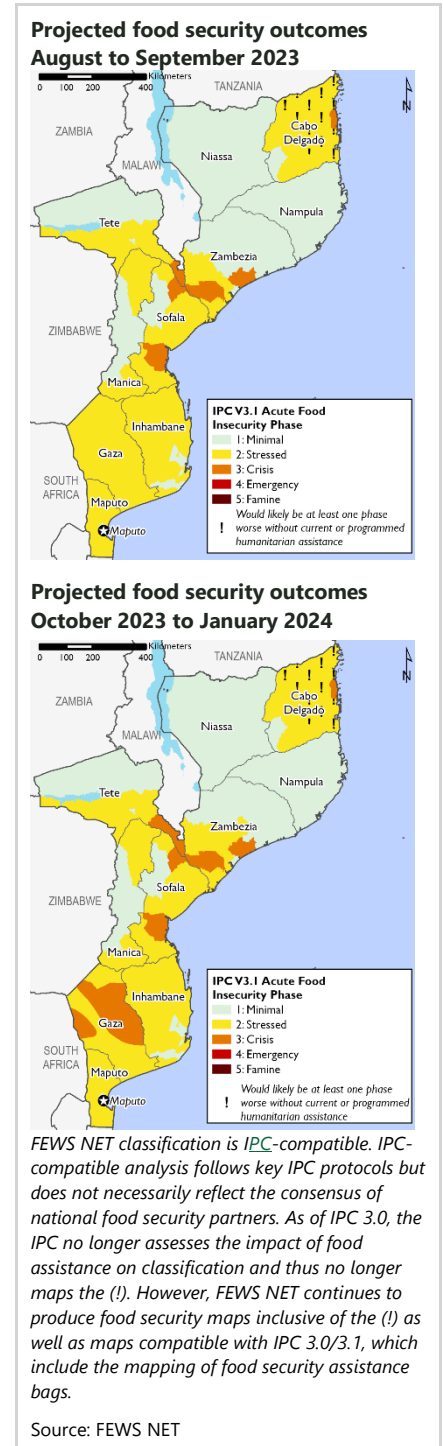 Projected food security outcomes
August to September 2023
Kilometers
0 100 200 400
TANZANIA
ZAMBIA
MALAWI
Cabo
Delgado
Niassa
Nampula
Tete
Zambezia
Sofala
ZIMBABWE
Manica
Inhambane
Gaza
SOUTH
AFRICA
Maputo
Maputo
IPC V3.1 Acute Food
Insecurity Phase
1: Minimal
2: Stressed
3: Crisis
4: Emergency
5: Famine
Would likely be at least one phase
! worse without current or programmed
humanitarian assistance
Projected food security outcomes
October 2023 to January 2024
Kilometers
0 100 200 400
TANZANIA
ZAMBIA
MALAWI
Cabo
Delgado
Niassa
Nampula
Tete
Zambezia
Sofala
ZIMBABWE
Manica
Inhambane
Gaza
SOUTH
AFRICA
Maputo
Maputo
IPC V3.1 Acute Food
Insecurity Phase
1: Minimal
2: Stressed
3: Crisis
4: Emergency
5: Famine
Would likely be at least one phase
! worse without current or programmed
humanitarian assistance
FEWS NET classification is IPC-compatible. IPC-
compatible analysis follows key IPC protocols but
does not necessarily reflect the consensus of
national food security partners. As of IPC 3.0, the
IPC no longer assesses the impact of food
assistance on classification and thus no longer
maps the (!). However, FEWS NET continues to
produce food security maps inclusive of the (!) as
well as maps compatible with IPC 3.0/3.1, which
include the mapping of food security assistance
bags.
Source: FEWS NET